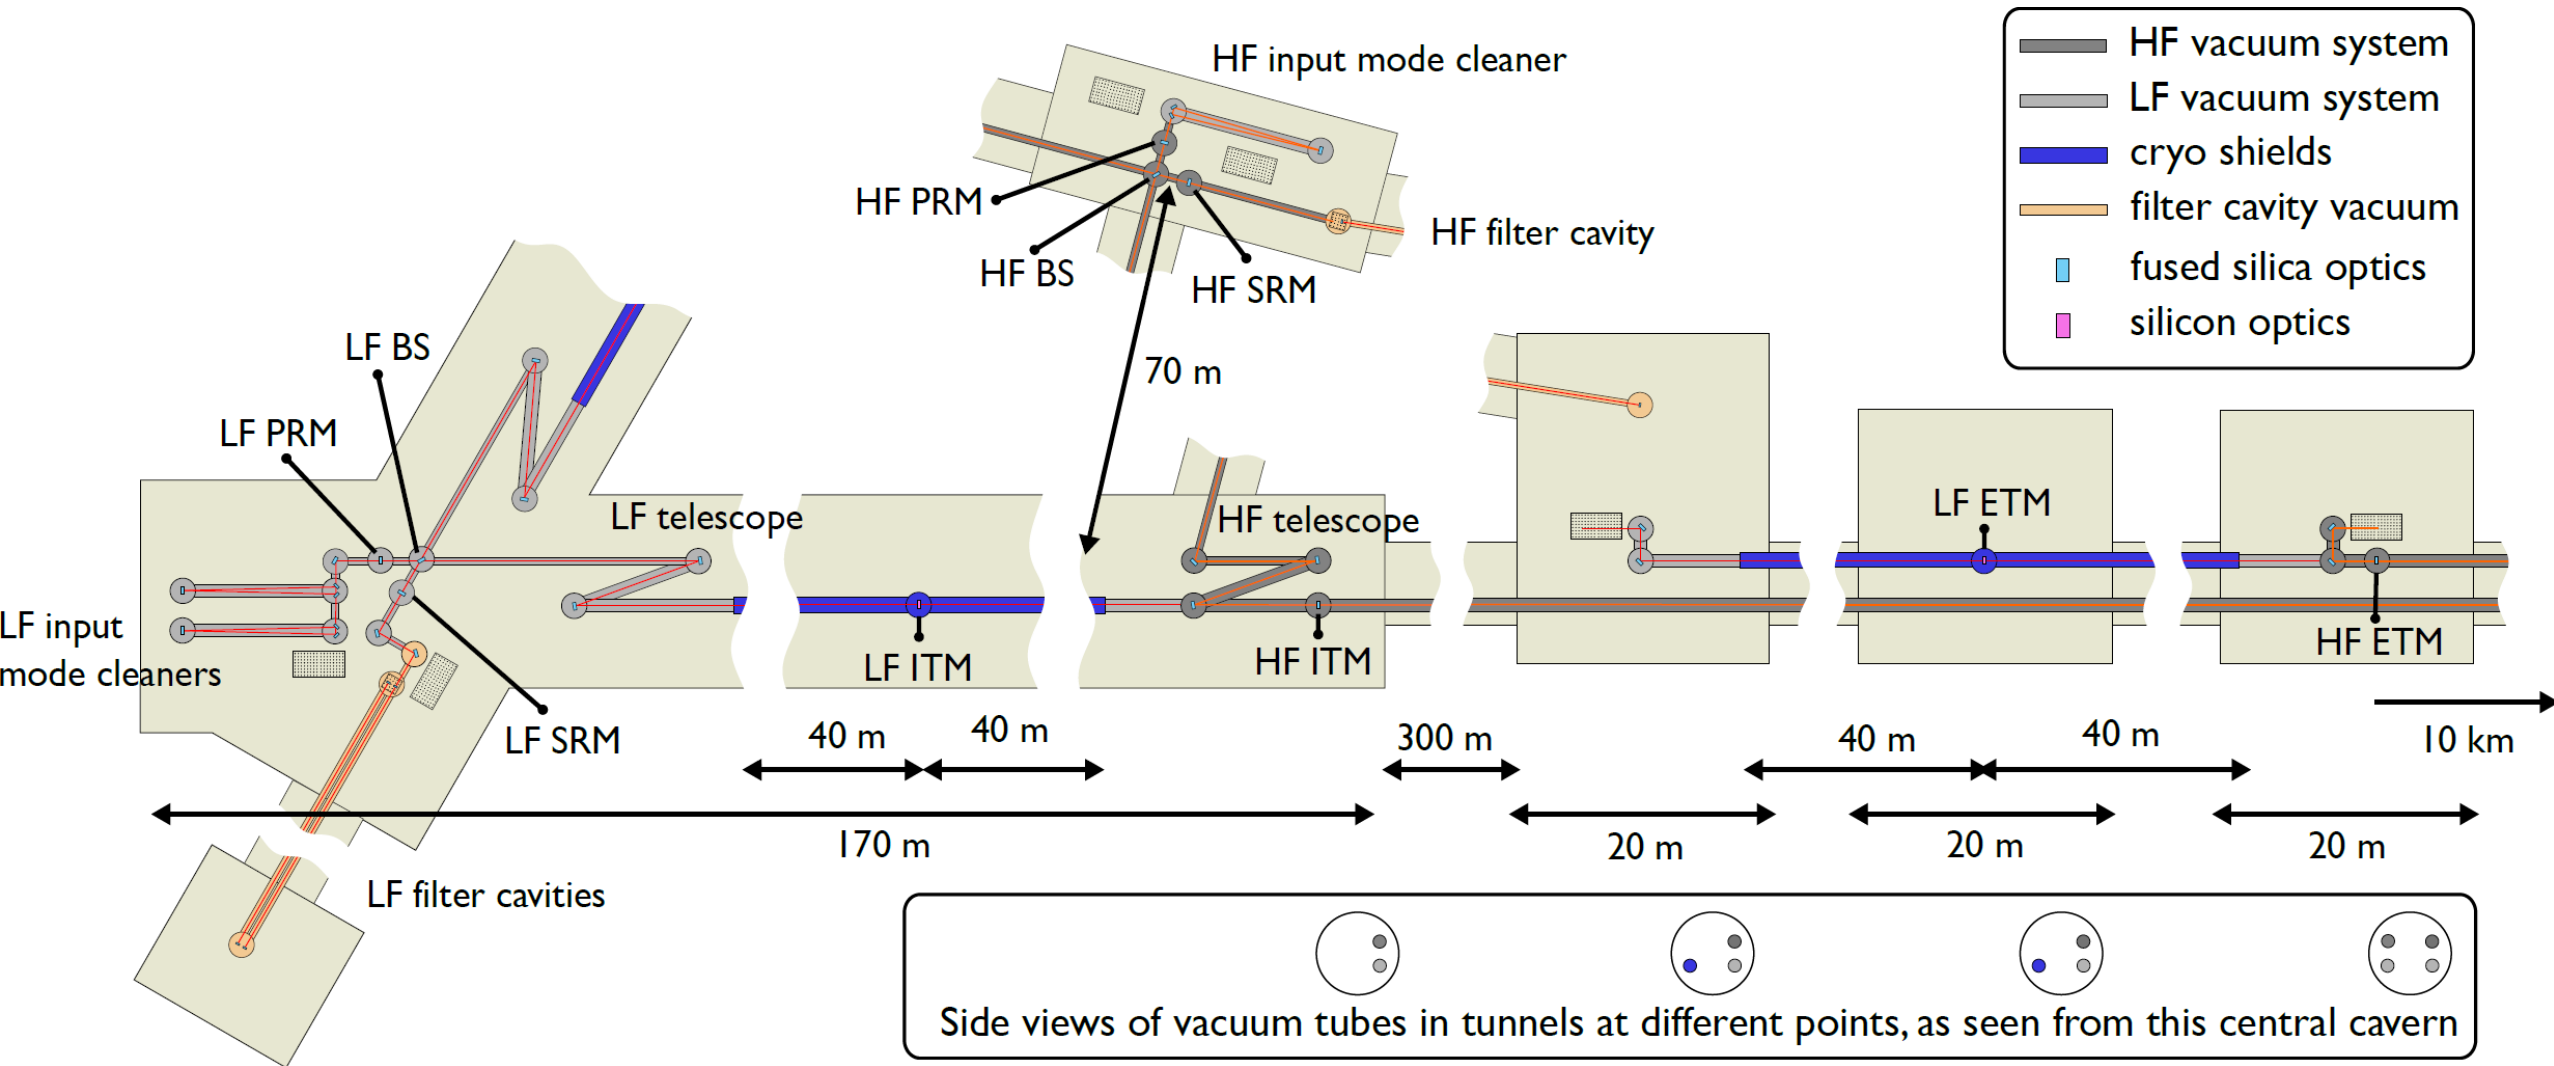 HF input mode cleaner
HF PRM
HF BS
HF SRM
HF filter cavity
HF vacuum system
LF vacuum system
cryo shields
filter cavity vacuum
fused silica optics
silicon optics
LF BS
LF PRM
70 m
LF telescope
HF telescope
LF ETM
LF input
mode cleaners
LF SRM
LF ITM
HF ITM
HF ETM
40 m
40 m
300 m
40 m
40 m
10 km
170 m
20 m
20 m
20 m
LF filter cavities
Side views of vacuum tubes in tunnels at different points, as seen from this central cavern